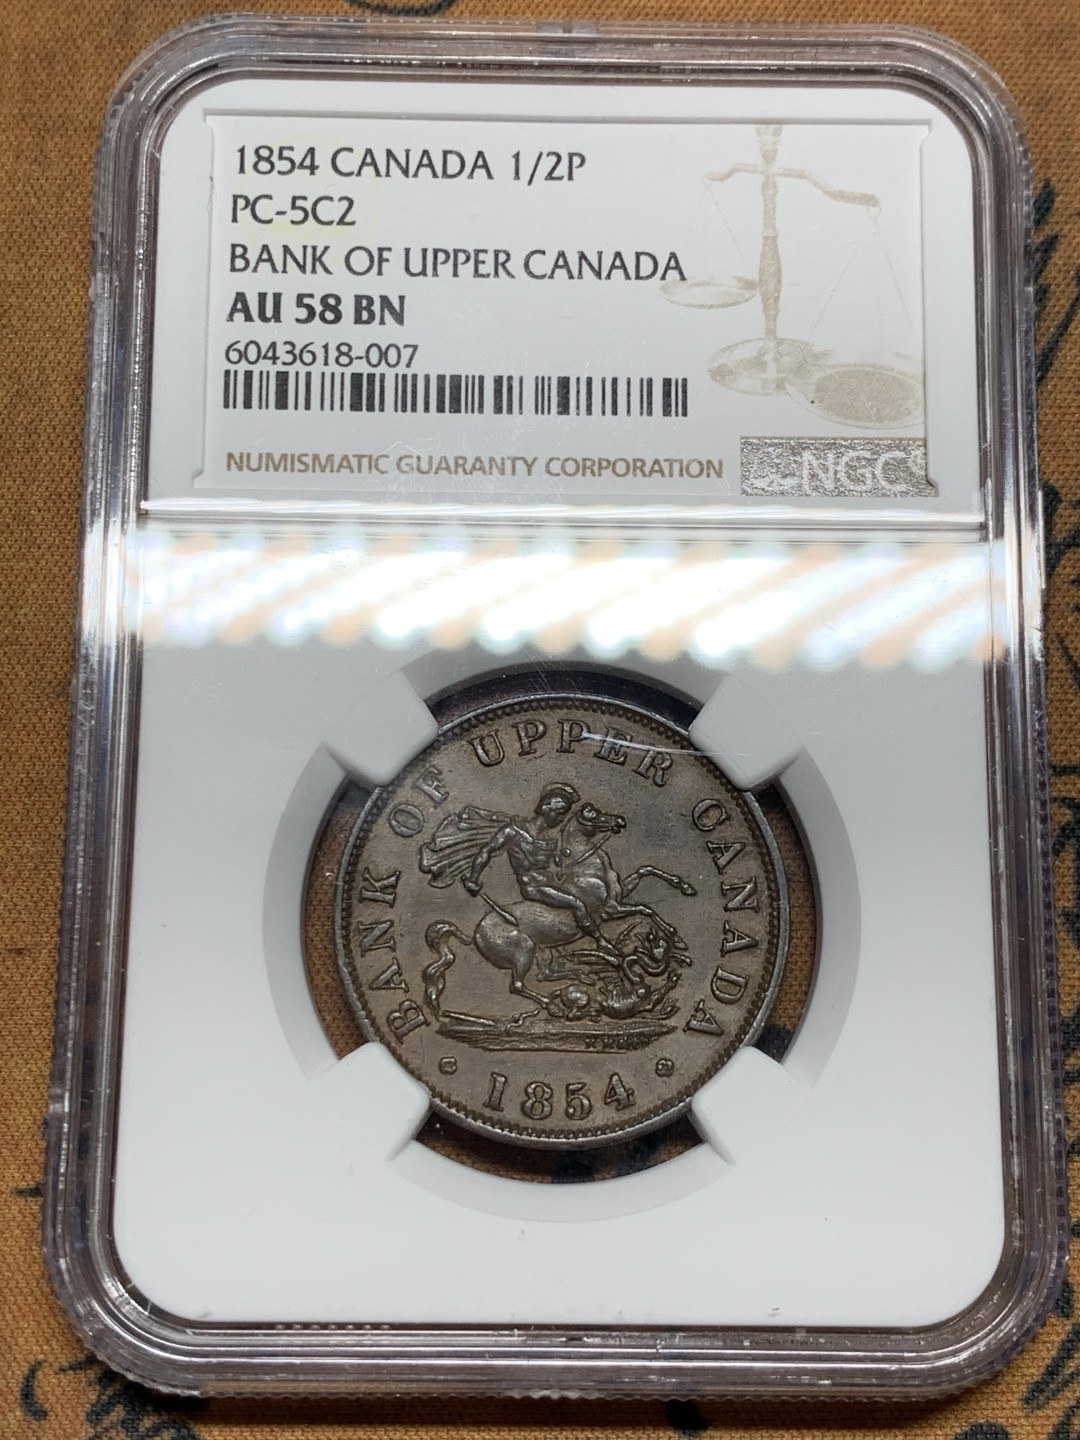 1854 CANADA 1/2P
PC-5C2
BANK OF UPPER CANADA
AU 58 BN
6043618-007
NUMISMATIC GUARANTY CORPORATION
NGC
BANK OF UPPER CANADA
1854